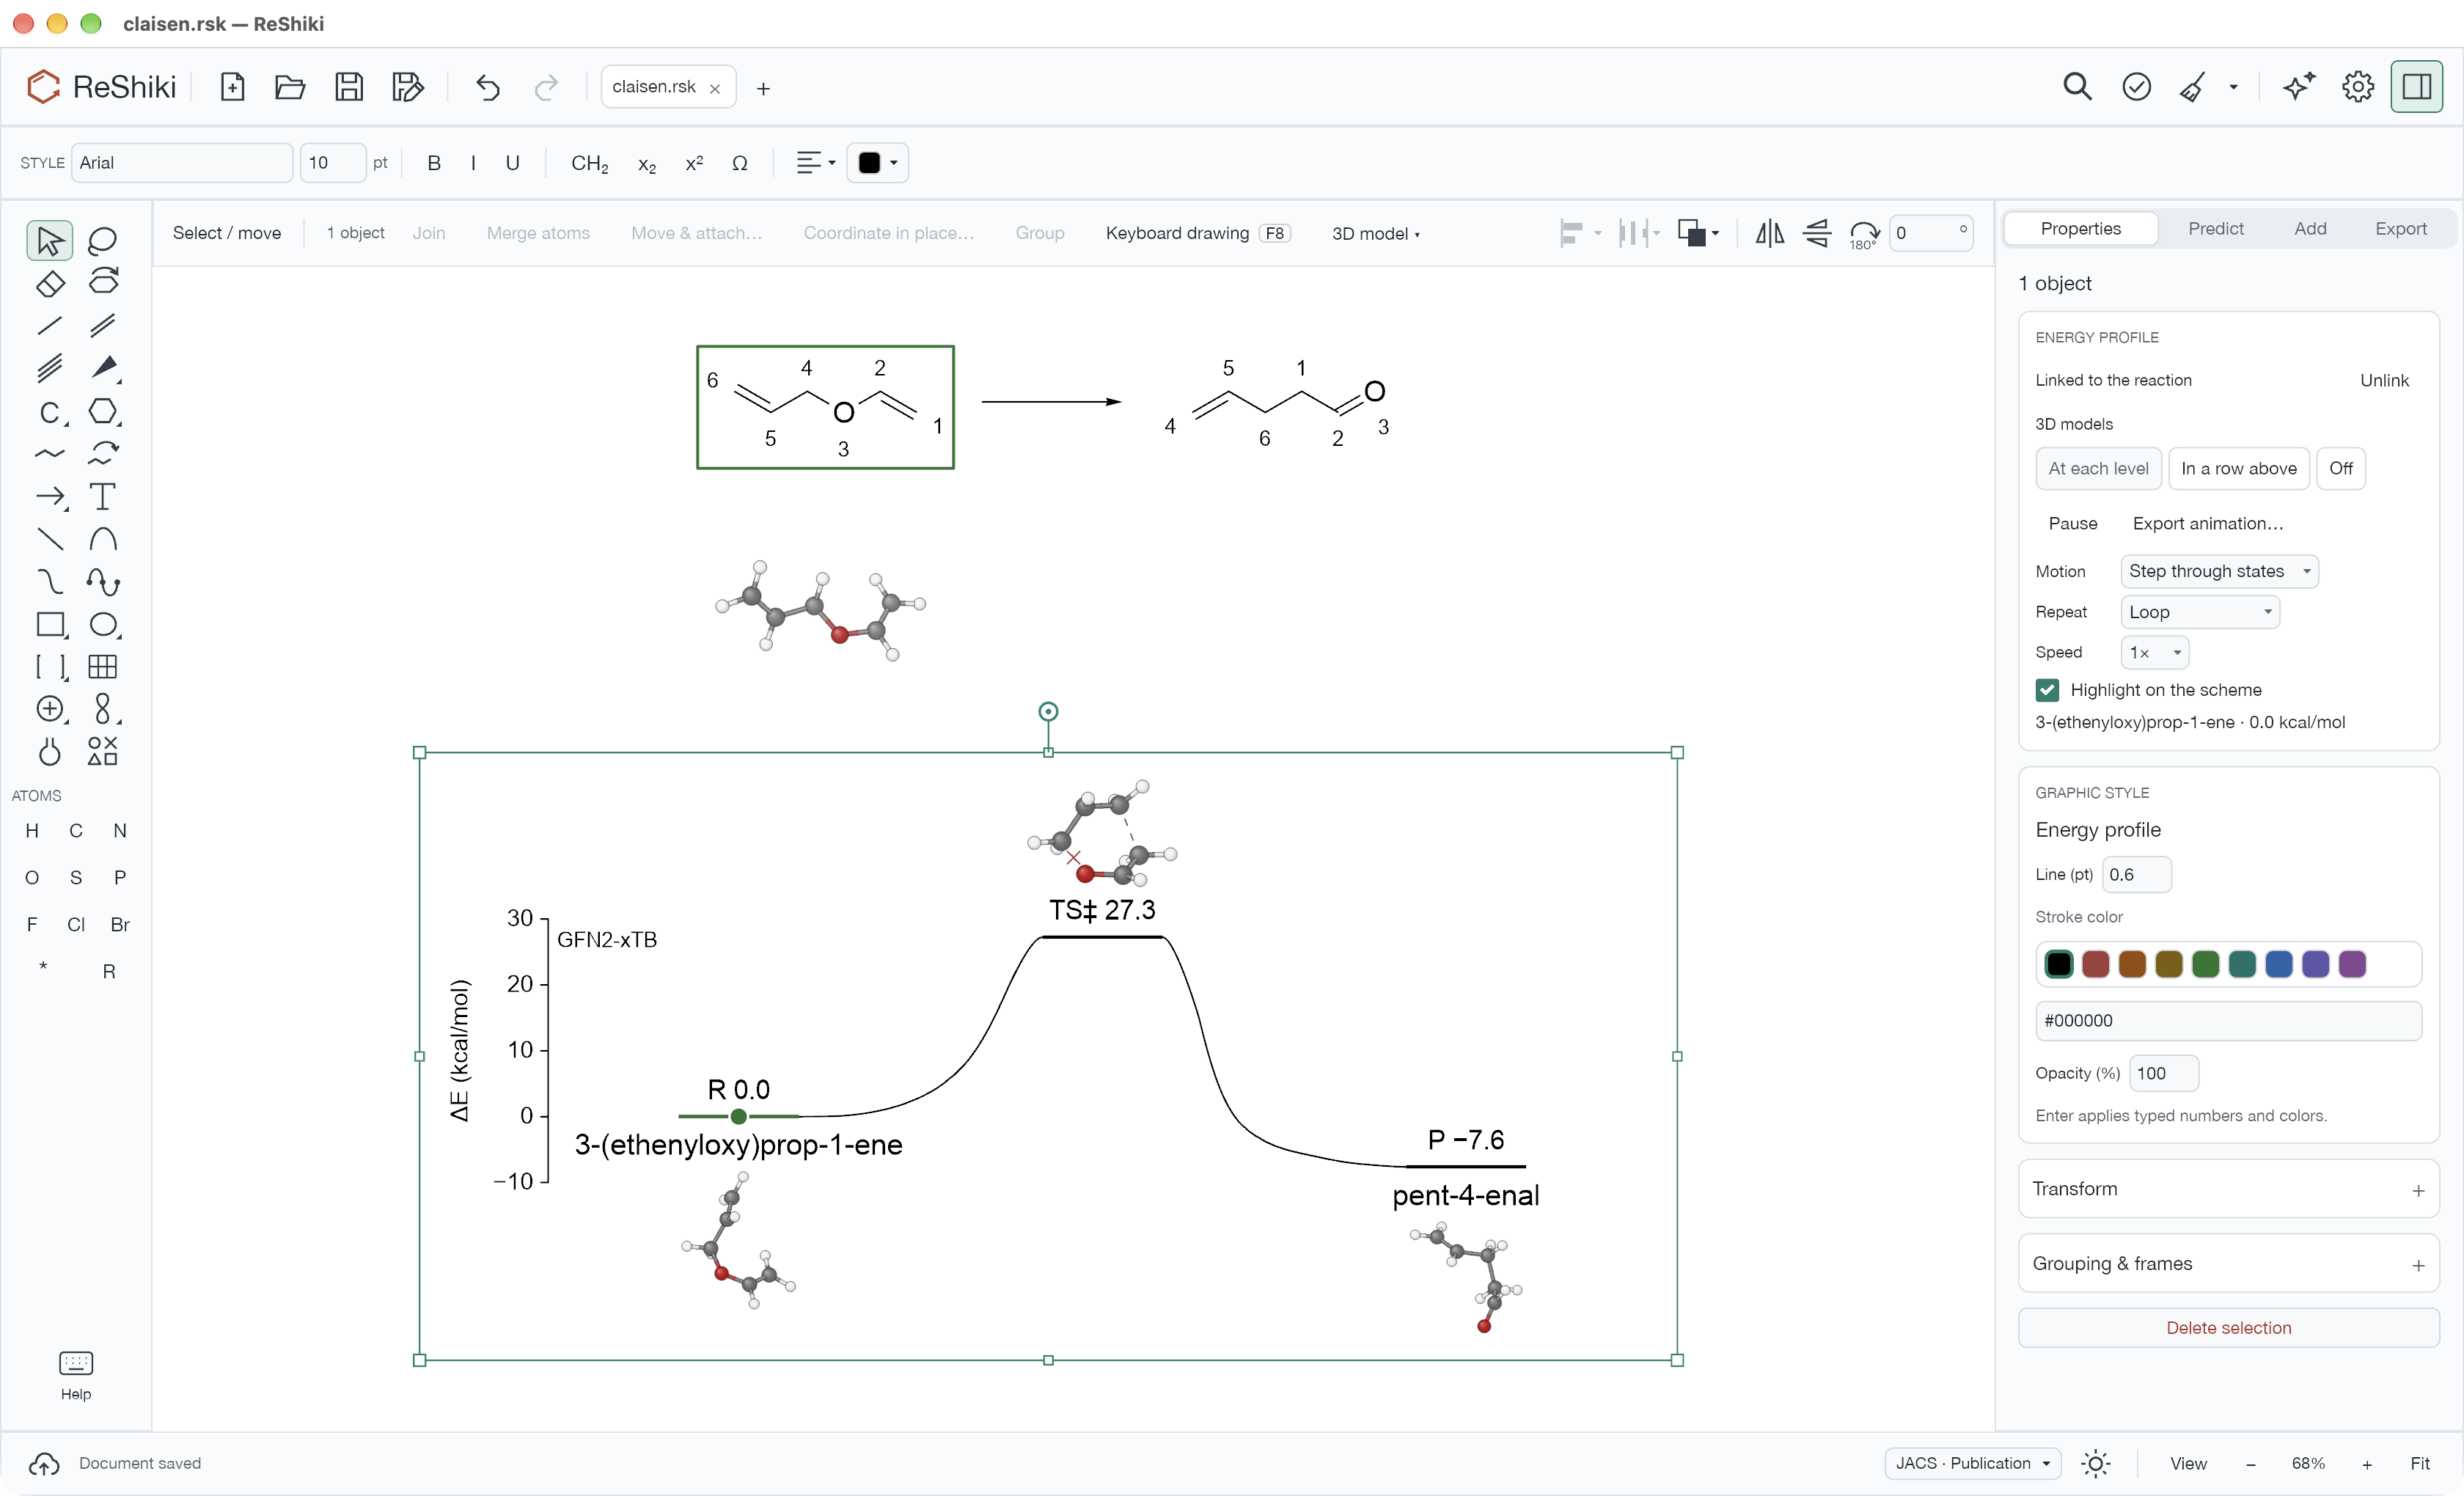 claisen.rsk — ReShiki
ReShiki
claisen.rsk × +
STYLE Arial 10 pt B I U CH₂ x₂ x² Ω
Select / move 1 object Join Merge atoms Move & attach... Coordinate in place... Group Keyboard drawing F8 3D model 180° 0 °
Properties Predict Add Export
1 object
ENERGY PROFILE
Linked to the reaction Unlink
3D models
At each level In a row above Off
Pause Export animation...
Motion Step through states
Repeat Loop
Speed 1×
Highlight on the scheme
3-(ethenyloxy)prop-1-ene · 0.0 kcal/mol
GRAPHIC STYLE
Energy profile
Line (pt) 0.6
Stroke color
#000000
Opacity (%) 100
Enter applies typed numbers and colors.
Transform +
Grouping & frames +
Delete selection
C
T
ATOMS
H C N
O S P
F Cl Br
* R
Help
6 4 2
O
5 3 1
5 1
O
4 6 2 3
TS‡ 27.3
30
GFN2-xTB
20
10
0
−10
ΔE (kcal/mol)
R 0.0
3-(ethenyloxy)prop-1-ene
P −7.6
pent-4-enal
Document saved
JACS · Publication View − 68% + Fit